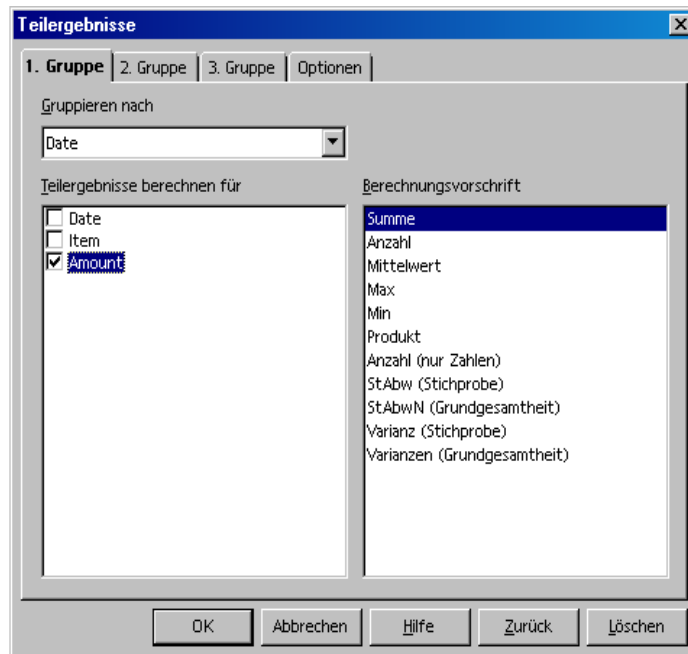 Teilergebnisse
1. Gruppe 2. Gruppe 3. Gruppe Optionen
Gruppieren nach
Date
Teilergebnisse berechnen für
Date
Item
Amount
Berechnungsvorschrift
Summe
Anzahl
Mittelwert
Max
Min
Produkt
Anzahl (nur Zahlen)
StAbw (Stichprobe)
StAbwN (Grundgesamtheit)
Varianz (Stichprobe)
Varianzen (Grundgesamtheit)
OK Abbrechen Hilfe Zurück Löschen